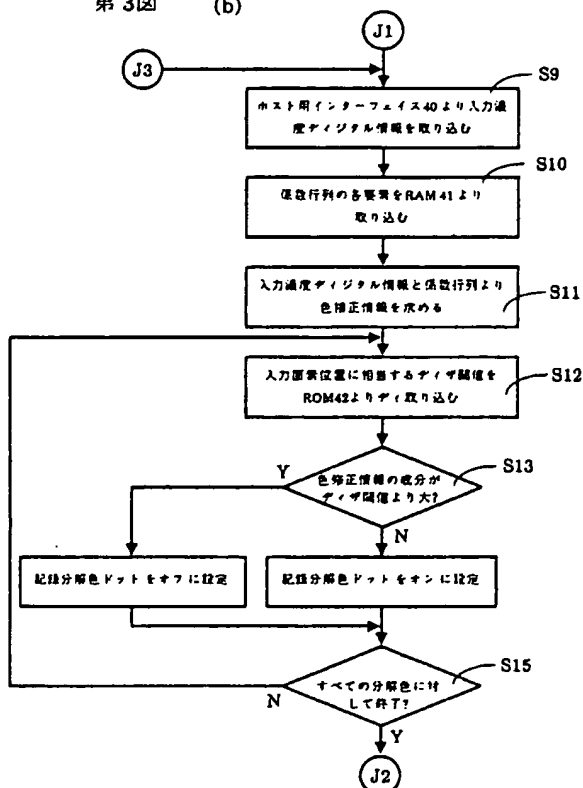 第 3図 (b)
J1
J3
S9
ホスト用インターフェイス40より入力濃
度ディジタル情報を取り込む
S10
係数行列の各要素をRAM 41より
取り込む
入力濃度ディジタル情報と係数行列より
色修正情報を求める
S11
入力画素位置に相当するディザ閾値を
ROM42よりディ取り込む
S12
S13
色修正情報の成分が
ディザ閾値より大?
Y
N
記録分解色ドットをオフに設定
記録分解色ドットをオンに設定
S15
すべての分解色に対
して終了?
N
Y
J2